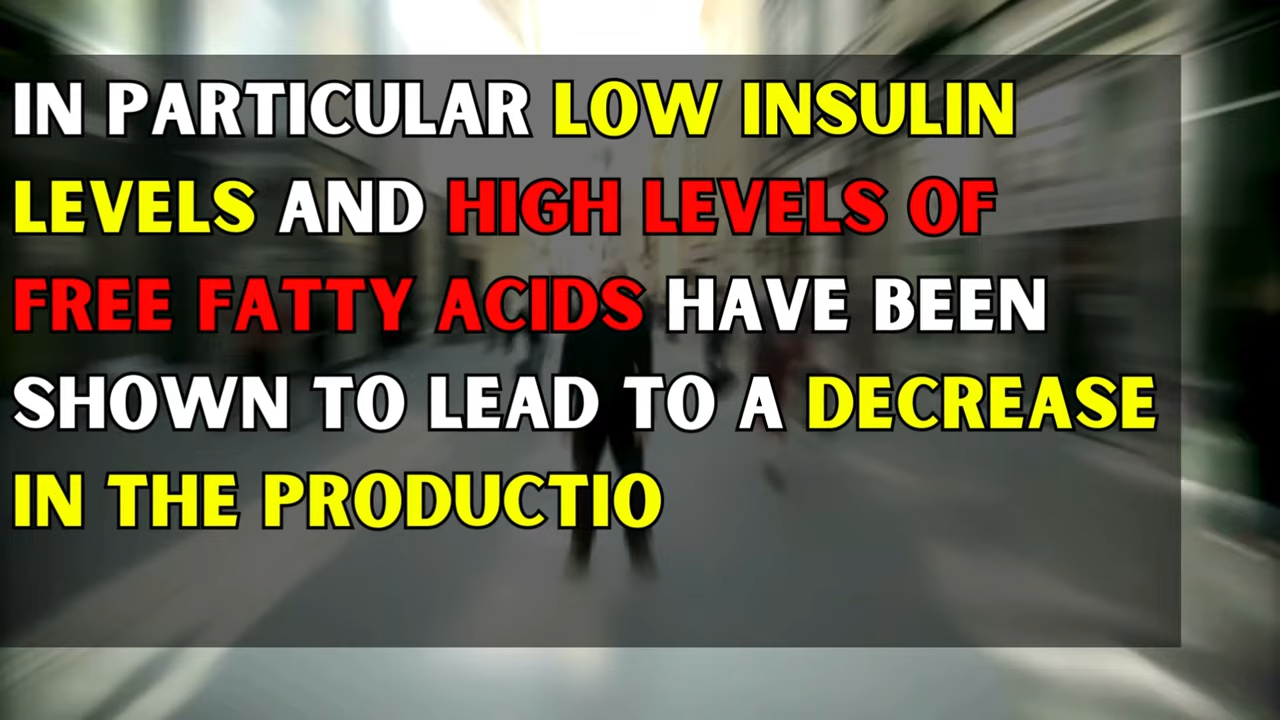 IN PARTICULAR LOW INSULIN
LEVELS AND HIGH LEVELS OF
FREE FATTY ACIDS HAVE BEEN
SHOWN TO LEAD TO A DECREASE
IN THE PRODUCTIO